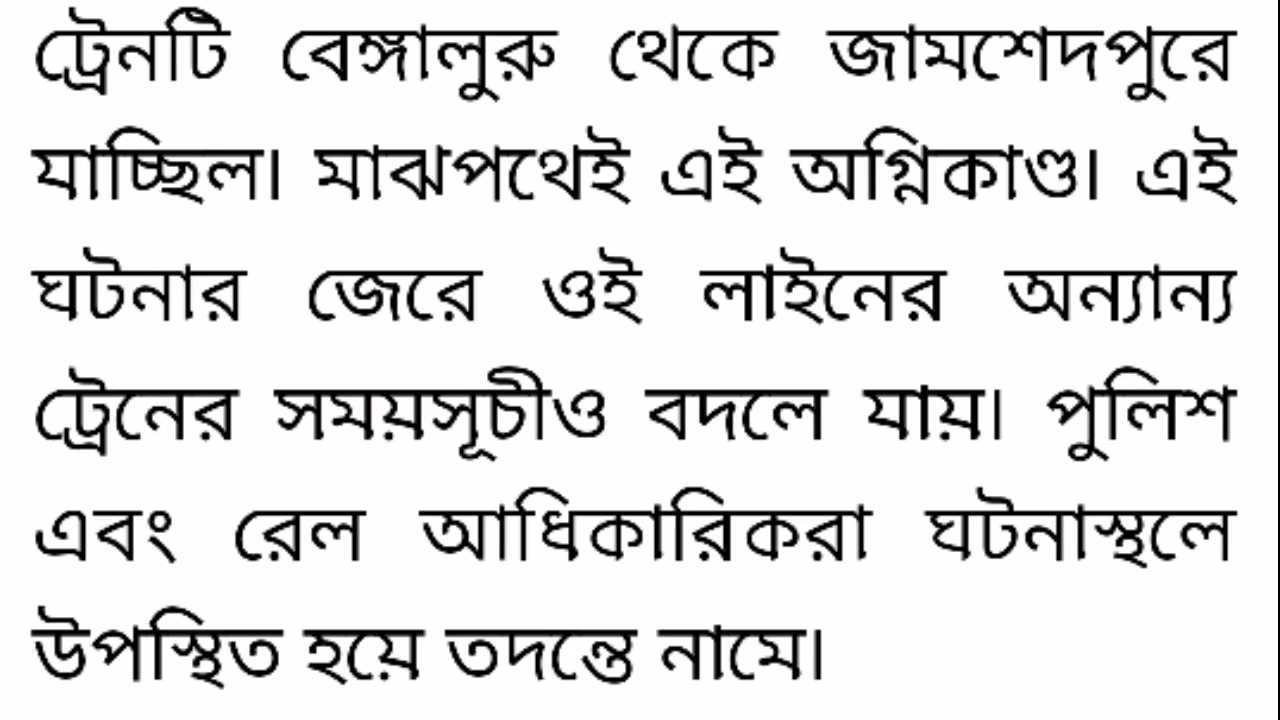 ট্রেনটি বেঙ্গালুরু থেকে জামশেদপুরে
যাচ্ছিল। মাঝপথেই এই অগ্নিকাণ্ড। এই
ঘটনার জেরে ওই লাইনের অন্যান্য
ট্রেনের সময়সূচীও বদলে যায়। পুলিশ
এবং রেল আধিকারিকরা ঘটনাস্থলে
উপস্থিত হয়ে তদন্তে নামে।